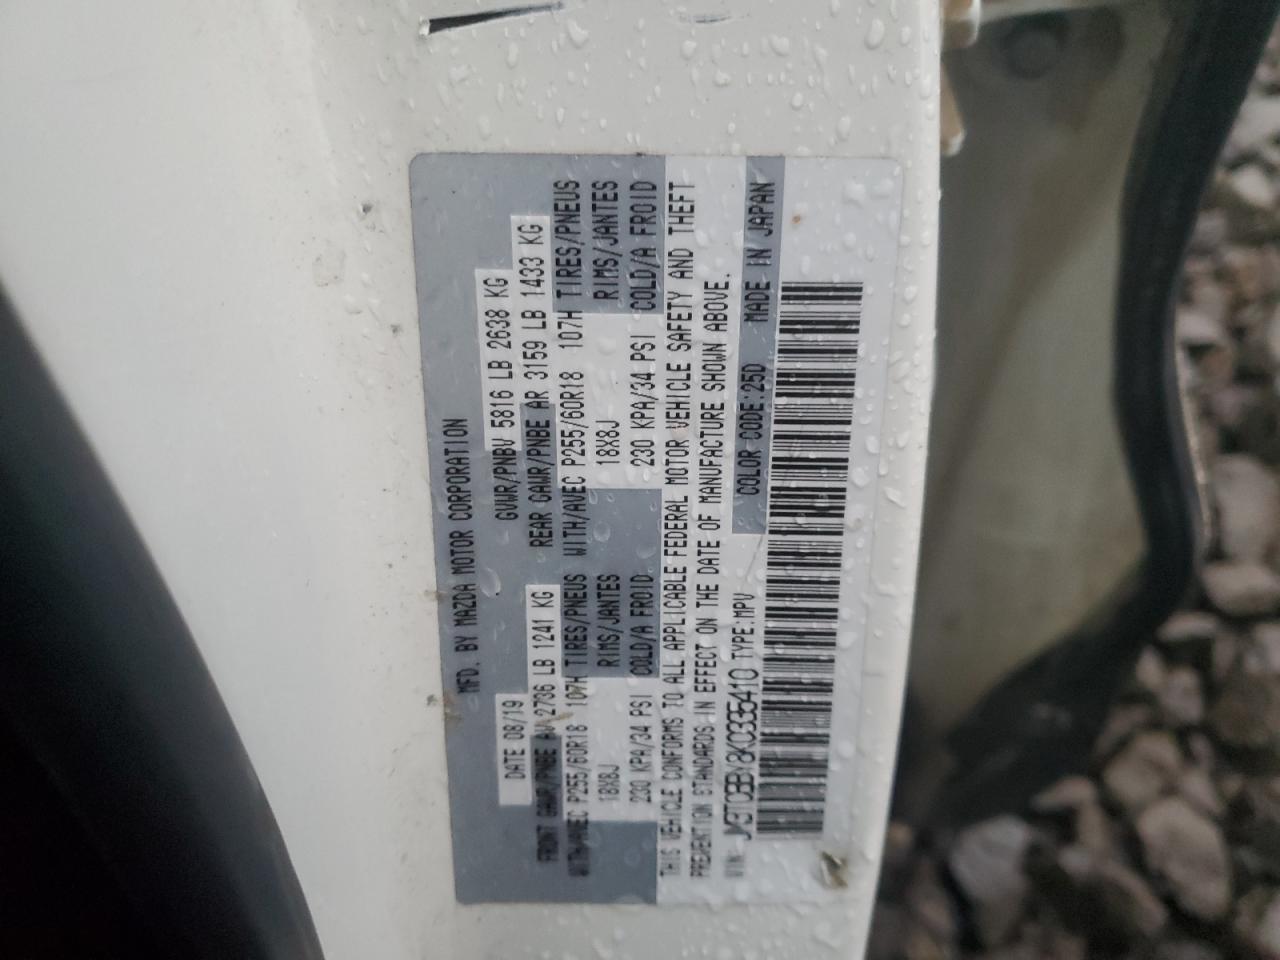 MFD. BY MAZDA MOTOR CORPORATION
DATE 08/19 GVWR/PNBV 5816 LB 2638 KG
FRONT GAWR/PNBE AV 2736 LB 1241 KG REAR GAWR/PNBE AR 3159 LB 1433 KG
WITH/AVEC P255/60R18 107H TIRES/PNEUS WITH/AVEC P255/60R18 107H TIRES/PNEUS
18X8J RIMS/JANTES 18X8J RIMS/JANTES
230 KPA/34 PSI COLD/A FROID 230 KPA/34 PSI COLD/A FROID
THIS VEHICLE CONFORMS TO ALL APPLICABLE FEDERAL MOTOR VEHICLE SAFETY AND THEFT
PREVENTION STANDARDS IN EFFECT ON THE DATE OF MANUFACTURE SHOWN ABOVE.
VIN: TYPE:MPV COLOR CODE:25D MADE IN JAPAN